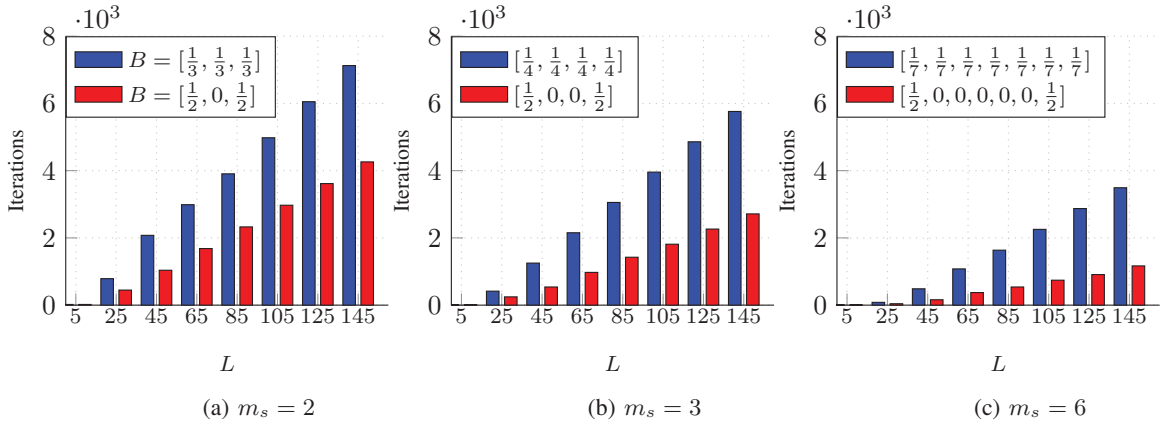 ·10³
8
6
4
2
0
Iterations
B = [1/3, 1/3, 1/3]
B = [1/2, 0, 1/2]
5 25 45 65 85 105 125 145
L
(a) mₛ = 2
·10³
8
6
4
2
0
Iterations
[1/4, 1/4, 1/4, 1/4]
[1/2, 0, 0, 1/2]
5 25 45 65 85 105 125 145
L
(b) mₛ = 3
·10³
8
6
4
2
0
Iterations
[1/7, 1/7, 1/7, 1/7, 1/7, 1/7, 1/7]
[1/2, 0, 0, 0, 0, 0, 1/2]
5 25 45 65 85 105 125 145
L
(c) mₛ = 6